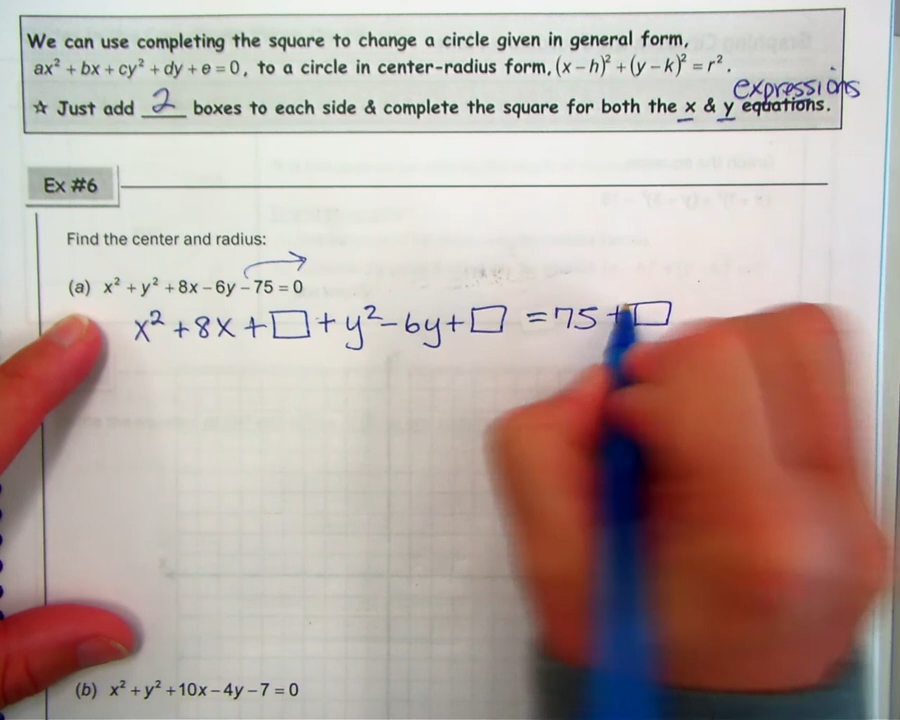 We can use completing the square to change a circle given in general form,
ax² + bx + cy² + dy + e = 0, to a circle in center-radius form, (x − h)² + (y − k)² = r².
expressions
☆ Just add 2 boxes to each side & complete the square for both the x & y equations.
Ex #6
Find the center and radius:
(a) x² + y² + 8x − 6y − 75 = 0
x² + 8x + □ + y² − 6y + □ = 75 + □
(b) x² + y² + 10x − 4y − 7 = 0